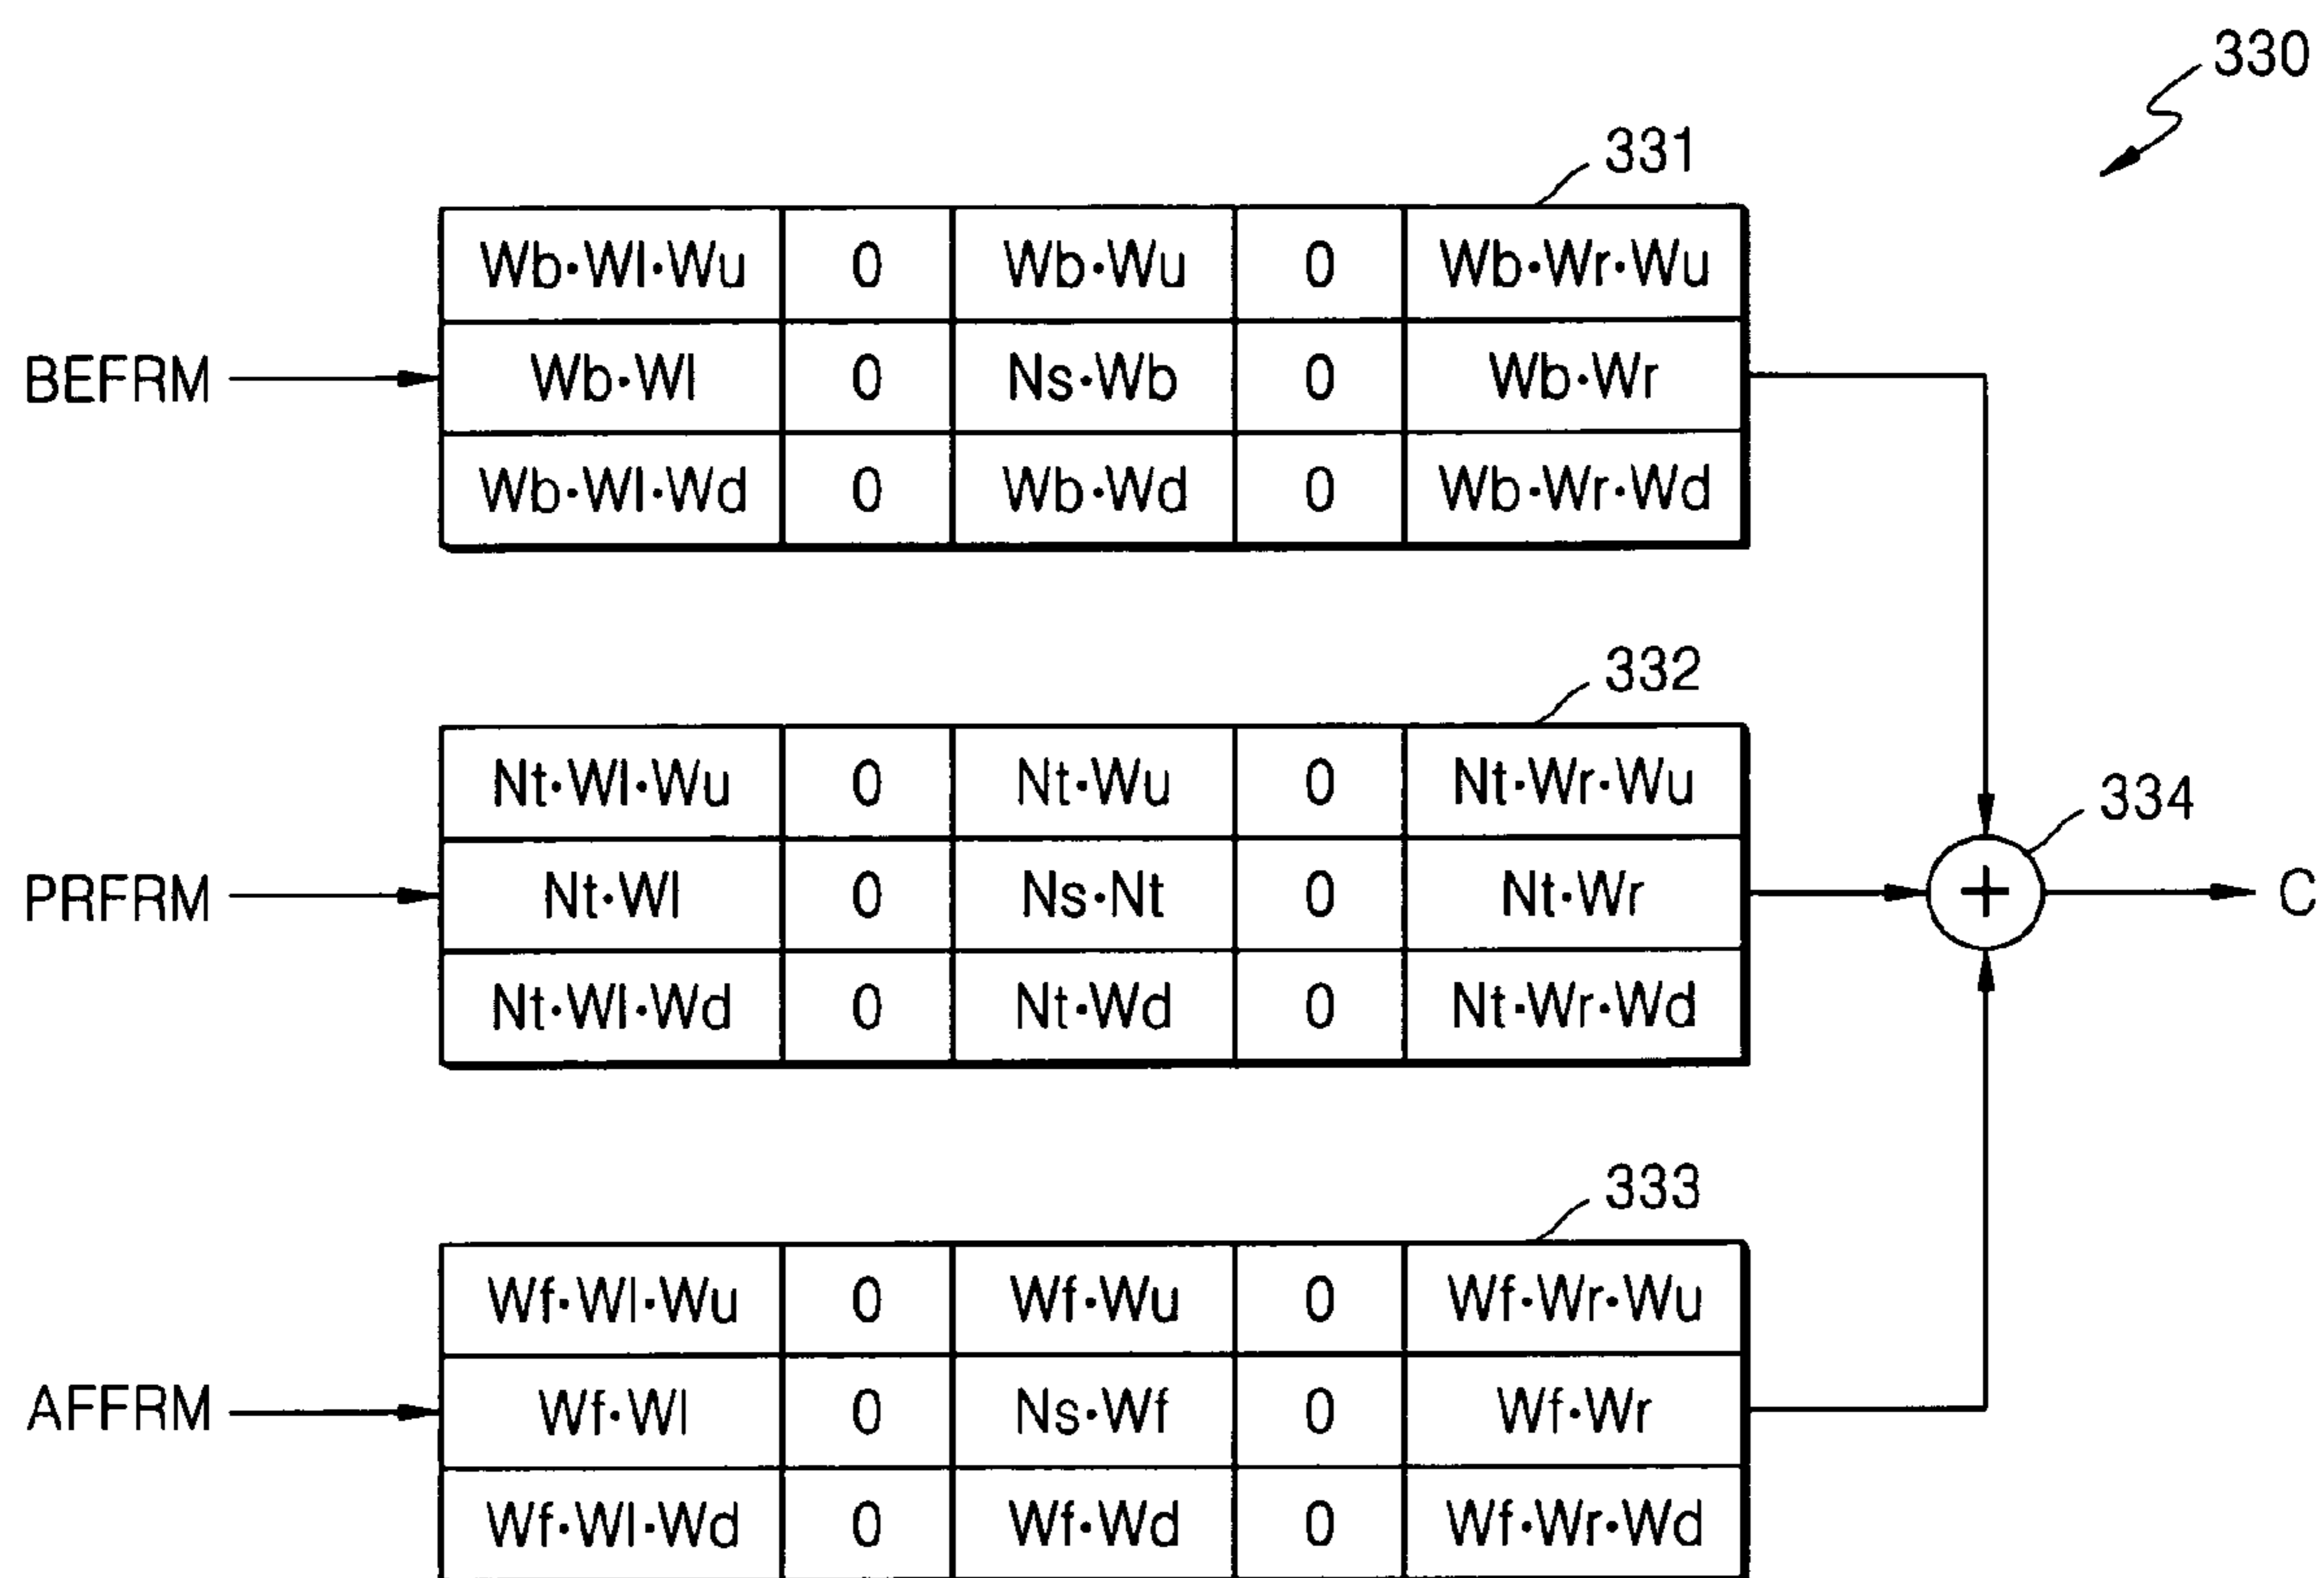 330
331
Wb·Wl·Wu 0 Wb·Wu 0 Wb·Wr·Wu
BEFRM Wb·Wl 0 Ns·Wb 0 Wb·Wr
Wb·Wl·Wd 0 Wb·Wd 0 Wb·Wr·Wd
332
Nt·Wl·Wu 0 Nt·Wu 0 Nt·Wr·Wu
334
PRFRM Nt·Wl 0 Ns·Nt 0 Nt·Wr + C
Nt·Wl·Wd 0 Nt·Wd 0 Nt·Wr·Wd
333
Wf·Wl·Wu 0 Wf·Wu 0 Wf·Wr·Wu
AFFRM Wf·Wl 0 Ns·Wf 0 Wf·Wr
Wf·Wl·Wd 0 Wf·Wd 0 Wf·Wr·Wd